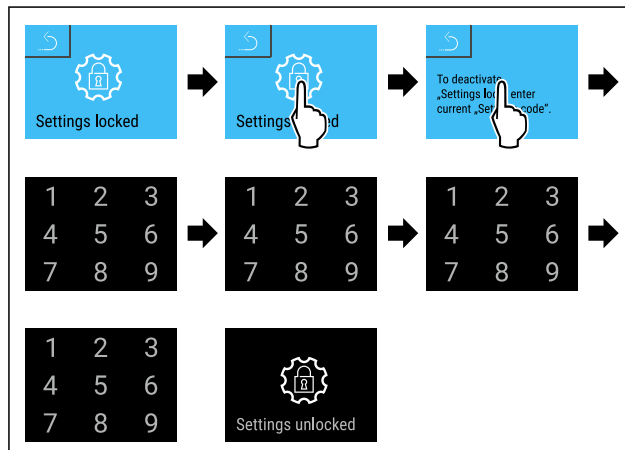 Settings locked
Settings
To deactivate
„Settings enter
current code".
1 2 3
4 5 6
7 8 9
1 2 3
4 5 6
7 8 9
1 2 3
4 5 6
7 8 9
1 2 3
4 5 6
7 8 9
Settings unlocked